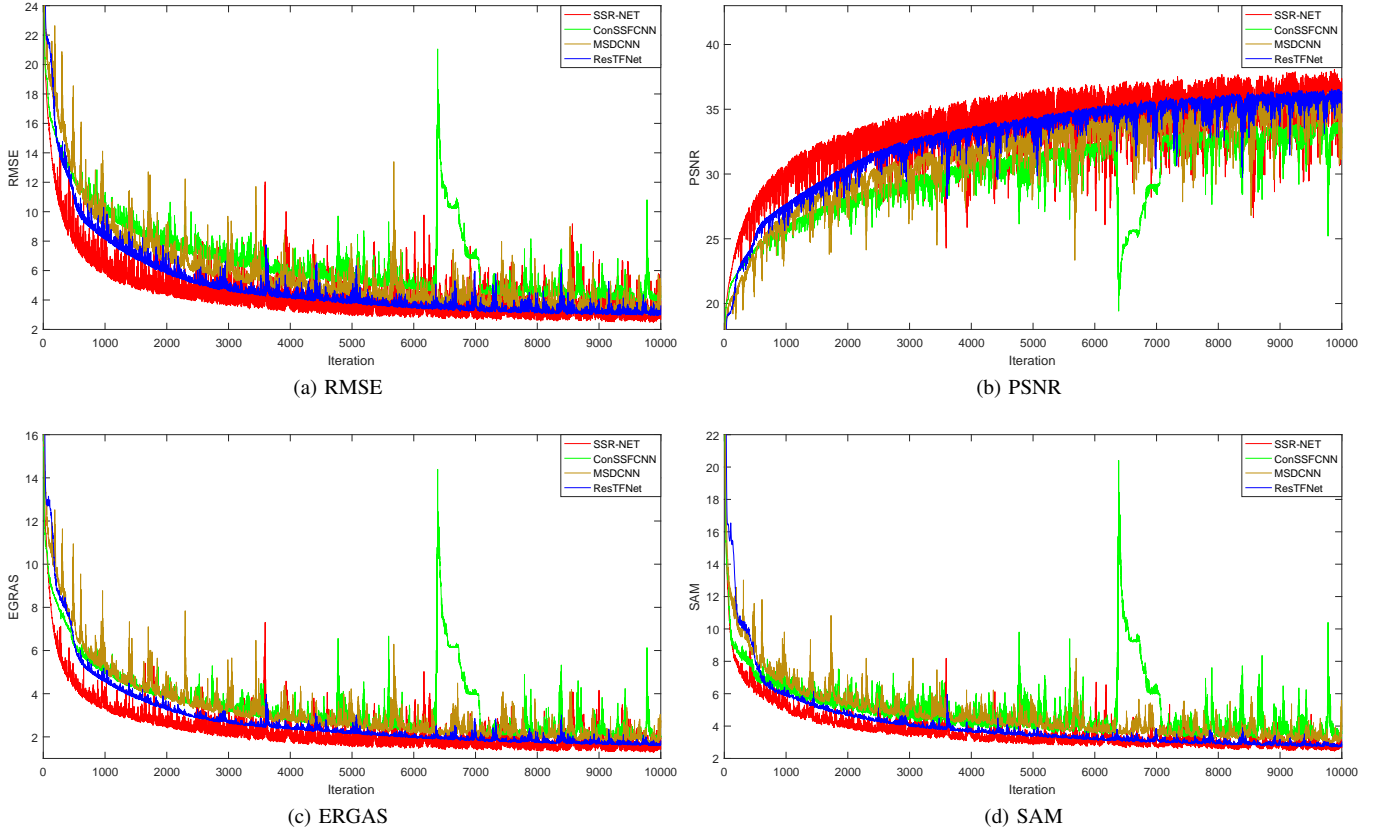 24
22
20
18
16
14
12
10
8
6
4
2
RMSE
0 1000 2000 3000 4000 5000 6000 7000 8000 9000 10000
Iteration
SSR-NET
ConSSFCNN
MSDCNN
ResTFNet
(a) RMSE
40
35
30
25
20
PSNR
0 1000 2000 3000 4000 5000 6000 7000 8000 9000 10000
Iteration
SSR-NET
ConSSFCNN
MSDCNN
ResTFNet
(b) PSNR
16
14
12
10
8
6
4
2
EGRAS
0 1000 2000 3000 4000 5000 6000 7000 8000 9000 10000
Iteration
SSR-NET
ConSSFCNN
MSDCNN
ResTFNet
(c) ERGAS
22
20
18
16
14
12
10
8
6
4
2
SAM
0 1000 2000 3000 4000 5000 6000 7000 8000 9000 10000
Iteration
SSR-NET
ConSSFCNN
MSDCNN
ResTFNet
(d) SAM